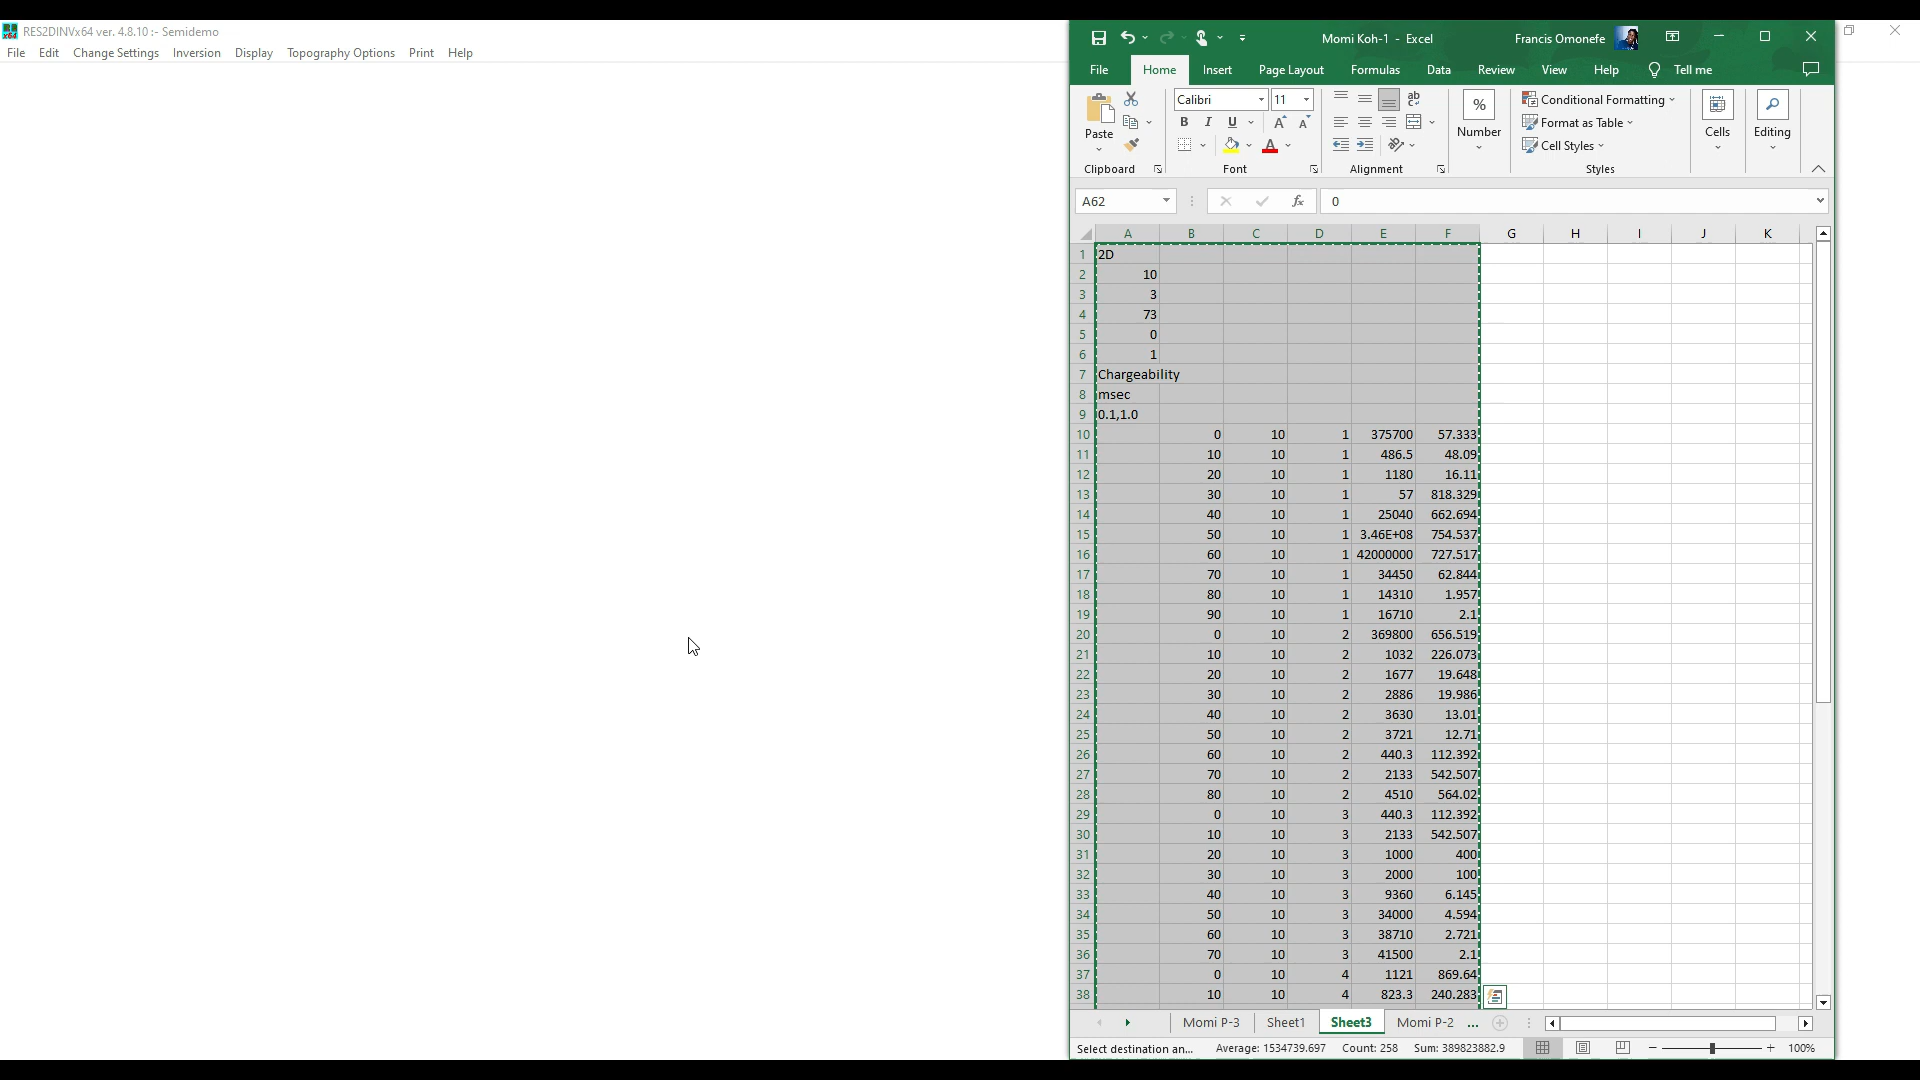 RES2DINVx64 ver. 4.8.10 :- Semidemo
File Edit Change Settings Inversion Display Topography Options Print Help
Momi Koh-1 - Excel
Francis Omonefe
File Home Insert Page Layout Formulas Data Review View Help Tell me
Paste
Clipboard
Calibri 11
B I U
Font
Alignment
%
Number
Conditional Formatting
Format as Table
Cell Styles
Styles
Cells
Editing
A62 fx 0
A B C D E F G H I J K
1 2D
2 10
3 3
4 73
5 0
6 1
7 Chargeability
8 msec
9 0.1,1.0
10 0 10 1 375700 57.333
11 10 10 1 486.5 48.09
12 20 10 1 1180 16.11
13 30 10 1 57 818.329
14 40 10 1 25040 662.694
15 50 10 1 3.46E+08 754.537
16 60 10 1 42000000 727.517
17 70 10 1 34450 62.844
18 80 10 1 14310 1.957
19 90 10 1 16710 2.1
20 0 10 2 369800 656.519
21 10 10 2 1032 226.073
22 20 10 2 1677 19.648
23 30 10 2 2886 19.986
24 40 10 2 3630 13.01
25 50 10 2 3721 12.71
26 60 10 2 440.3 112.392
27 70 10 2 2133 542.507
28 80 10 2 4510 564.02
29 0 10 3 440.3 112.392
30 10 10 3 2133 542.507
31 20 10 3 1000 400
32 30 10 3 2000 100
33 40 10 3 9360 6.145
34 50 10 3 34000 4.594
35 60 10 3 38710 2.721
36 70 10 3 41500 2.1
37 0 10 4 1121 869.64
38 10 10 4 823.3 240.283
Momi P-3 Sheet1 Sheet3 Momi P-2 ...
Select destination an... Average: 1534739.697 Count: 258 Sum: 389823882.9 100%